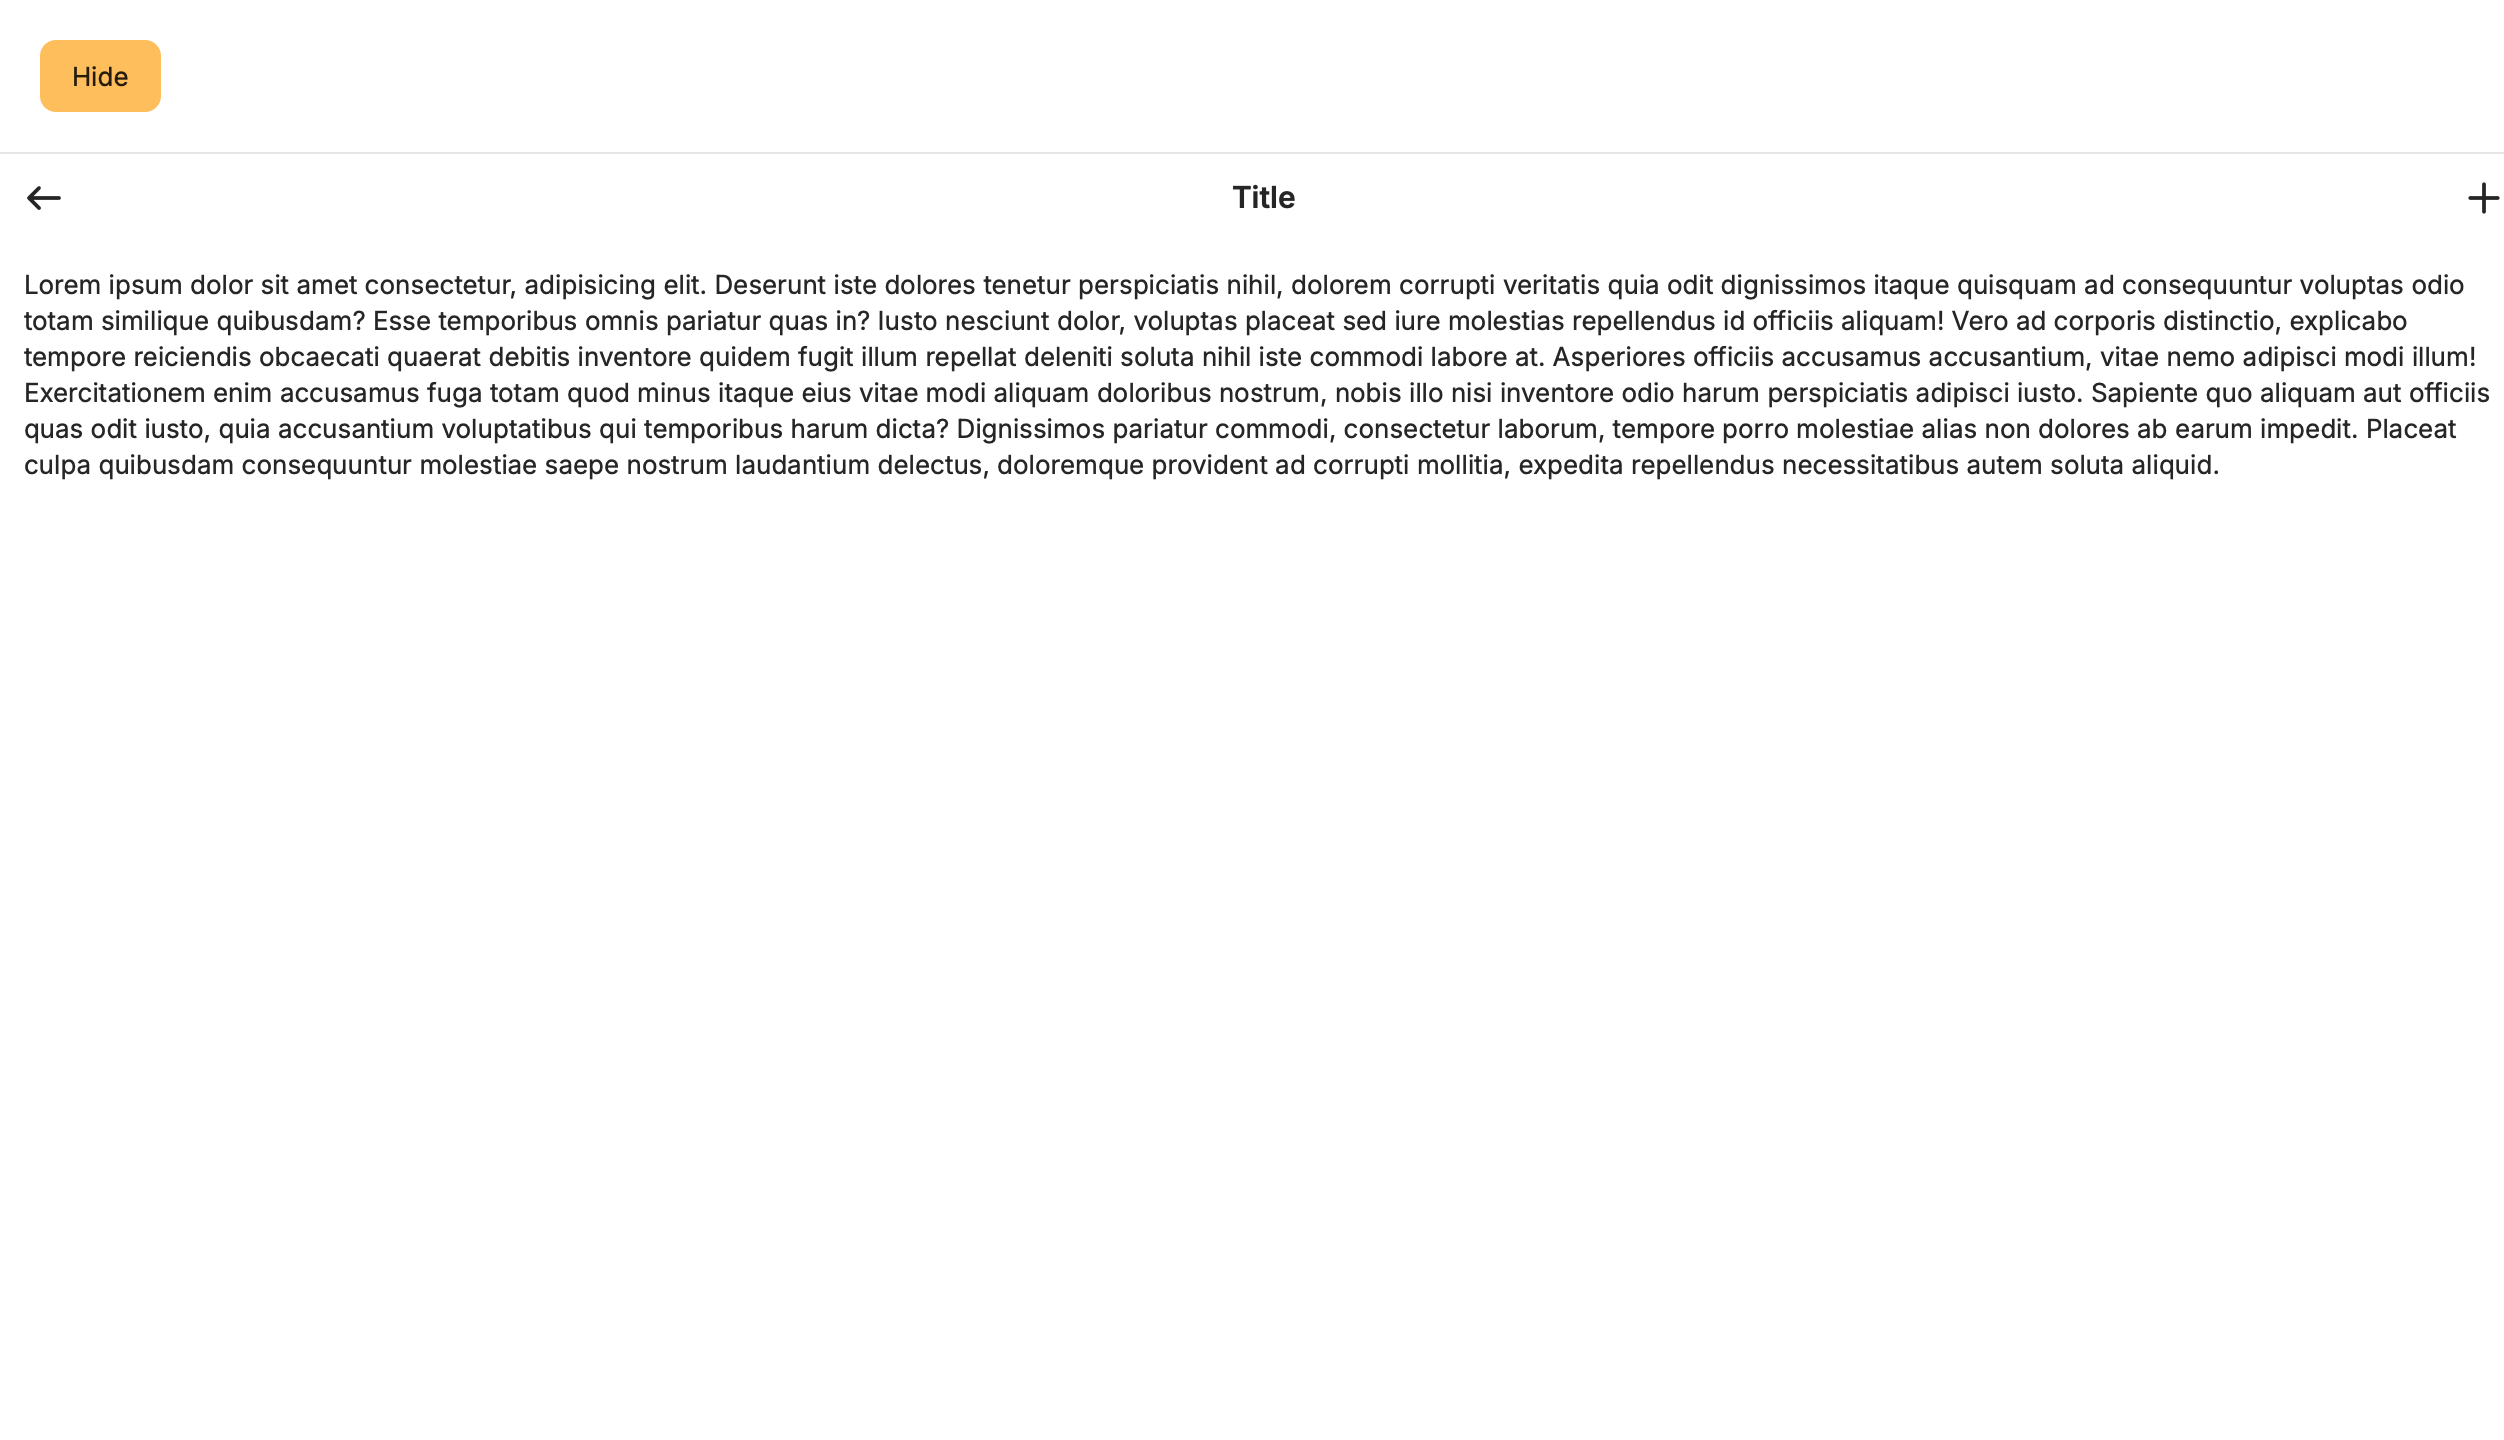 Hide
Title
Lorem ipsum dolor sit amet consectetur, adipisicing elit. Deserunt iste dolores tenetur perspiciatis nihil, dolorem corrupti veritatis quia odit dignissimos itaque quisquam ad consequuntur voluptas odio
totam similique quibusdam? Esse temporibus omnis pariatur quas in? Iusto nesciunt dolor, voluptas placeat sed iure molestias repellendus id officiis aliquam! Vero ad corporis distinctio, explicabo
tempore reiciendis obcaecati quaerat debitis inventore quidem fugit illum repellat deleniti soluta nihil iste commodi labore at. Asperiores officiis accusamus accusantium, vitae nemo adipisci modi illum!
Exercitationem enim accusamus fuga totam quod minus itaque eius vitae modi aliquam doloribus nostrum, nobis illo nisi inventore odio harum perspiciatis adipisci iusto. Sapiente quo aliquam aut officiis
quas odit iusto, quia accusantium voluptatibus qui temporibus harum dicta? Dignissimos pariatur commodi, consectetur laborum, tempore porro molestiae alias non dolores ab earum impedit. Placeat
culpa quibusdam consequuntur molestiae saepe nostrum laudantium delectus, doloremque provident ad corrupti mollitia, expedita repellendus necessitatibus autem soluta aliquid.